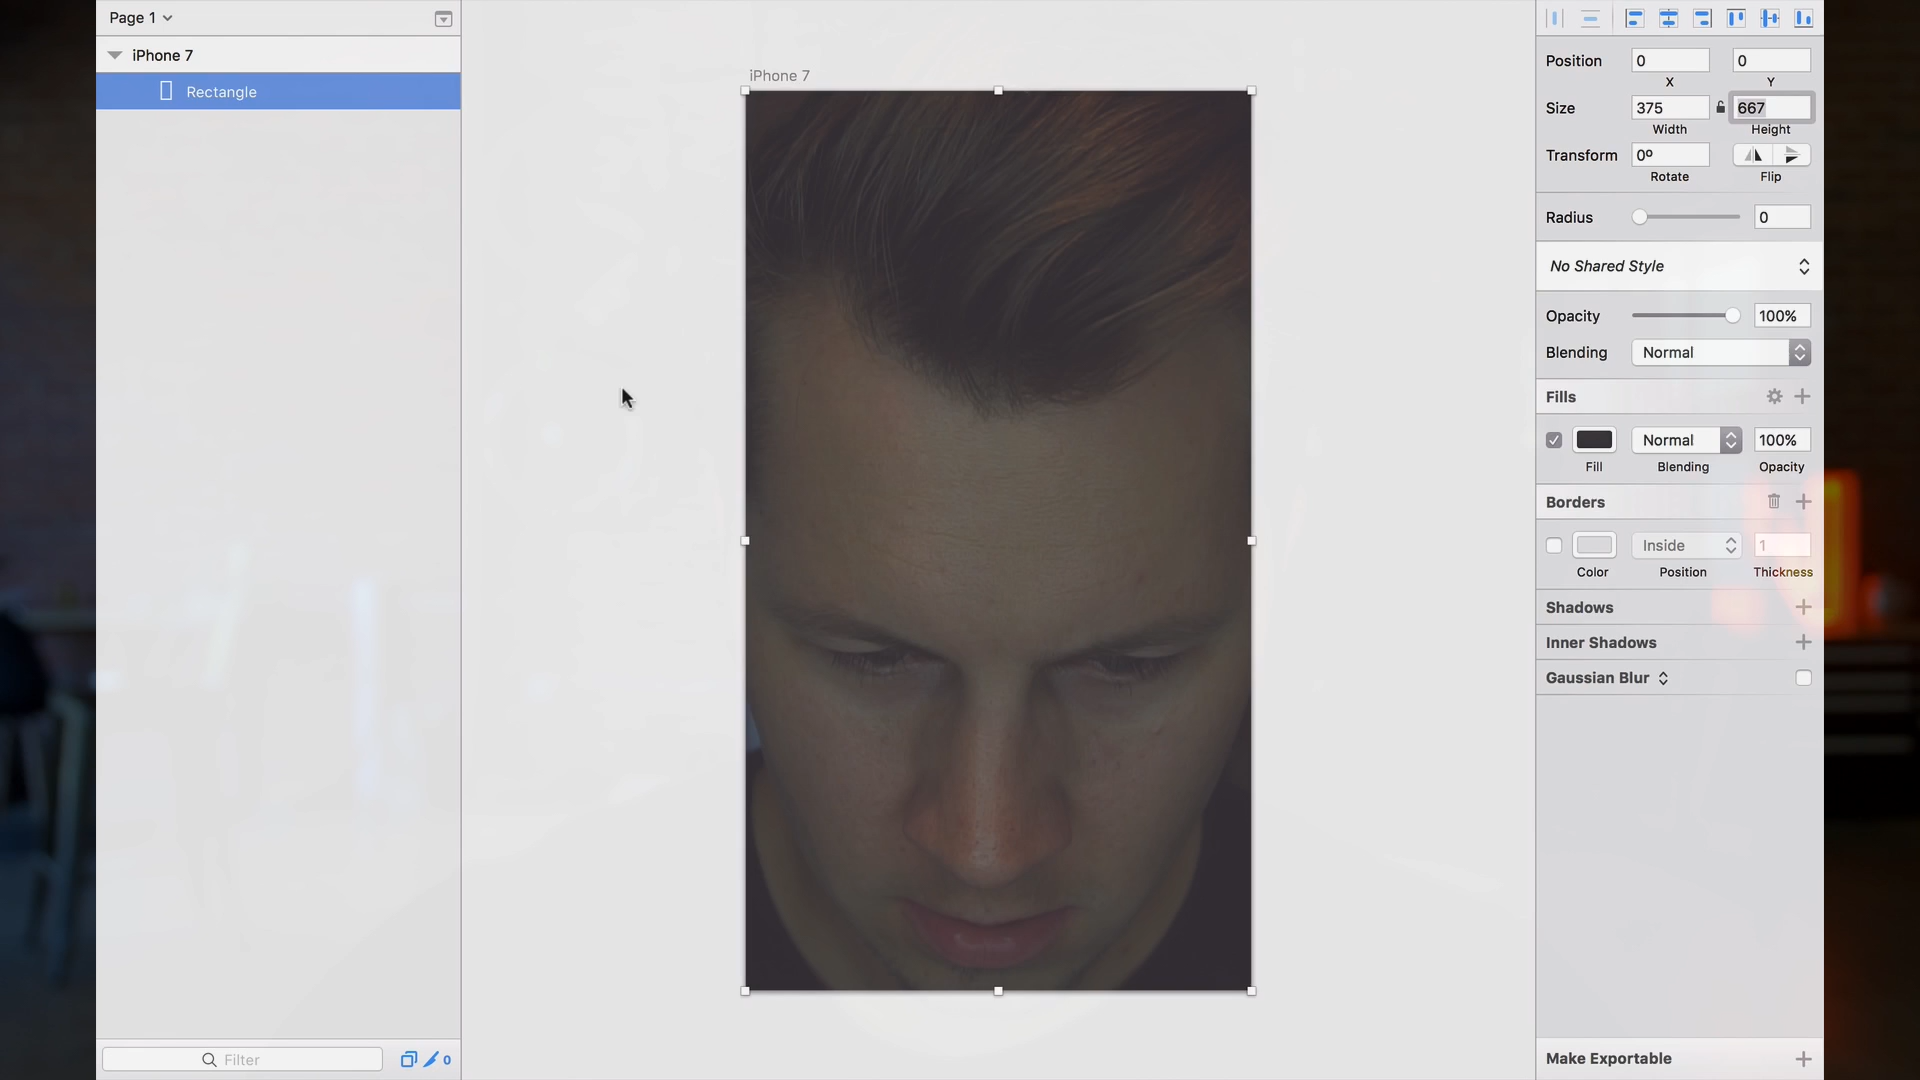 Page 1
iPhone 7
Rectangle
Filter
0
iPhone 7
Position
0
0
X
Y
Size
375
667
Width
Height
Transform
0º
Rotate
Flip
Radius
0
No Shared Style
Opacity
100%
Blending
Normal
Fills
Normal
100%
Fill
Blending
Opacity
Borders
Inside
1
Color
Position
Thickness
Shadows
Inner Shadows
Gaussian Blur
Make Exportable